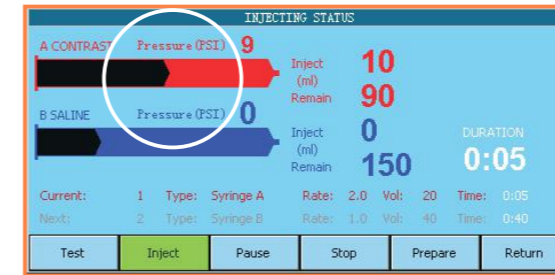 INJECTING STATUS
A CONTRAST Pressure (PSI) 9
Inject 10
(ml)
Remain 90
B SALINE Pressure (PSI) 0
Inject 0
(ml)
Remain 150
DURATION
0:05
Current: 1 Type: Syringe A Rate: 2.0 Vol: 20 Time: 0:05
Next: 2 Type: Syringe B Rate: 1.0 Vol: 40 Time: 0:40
Test Inject Pause Stop Prepare Return